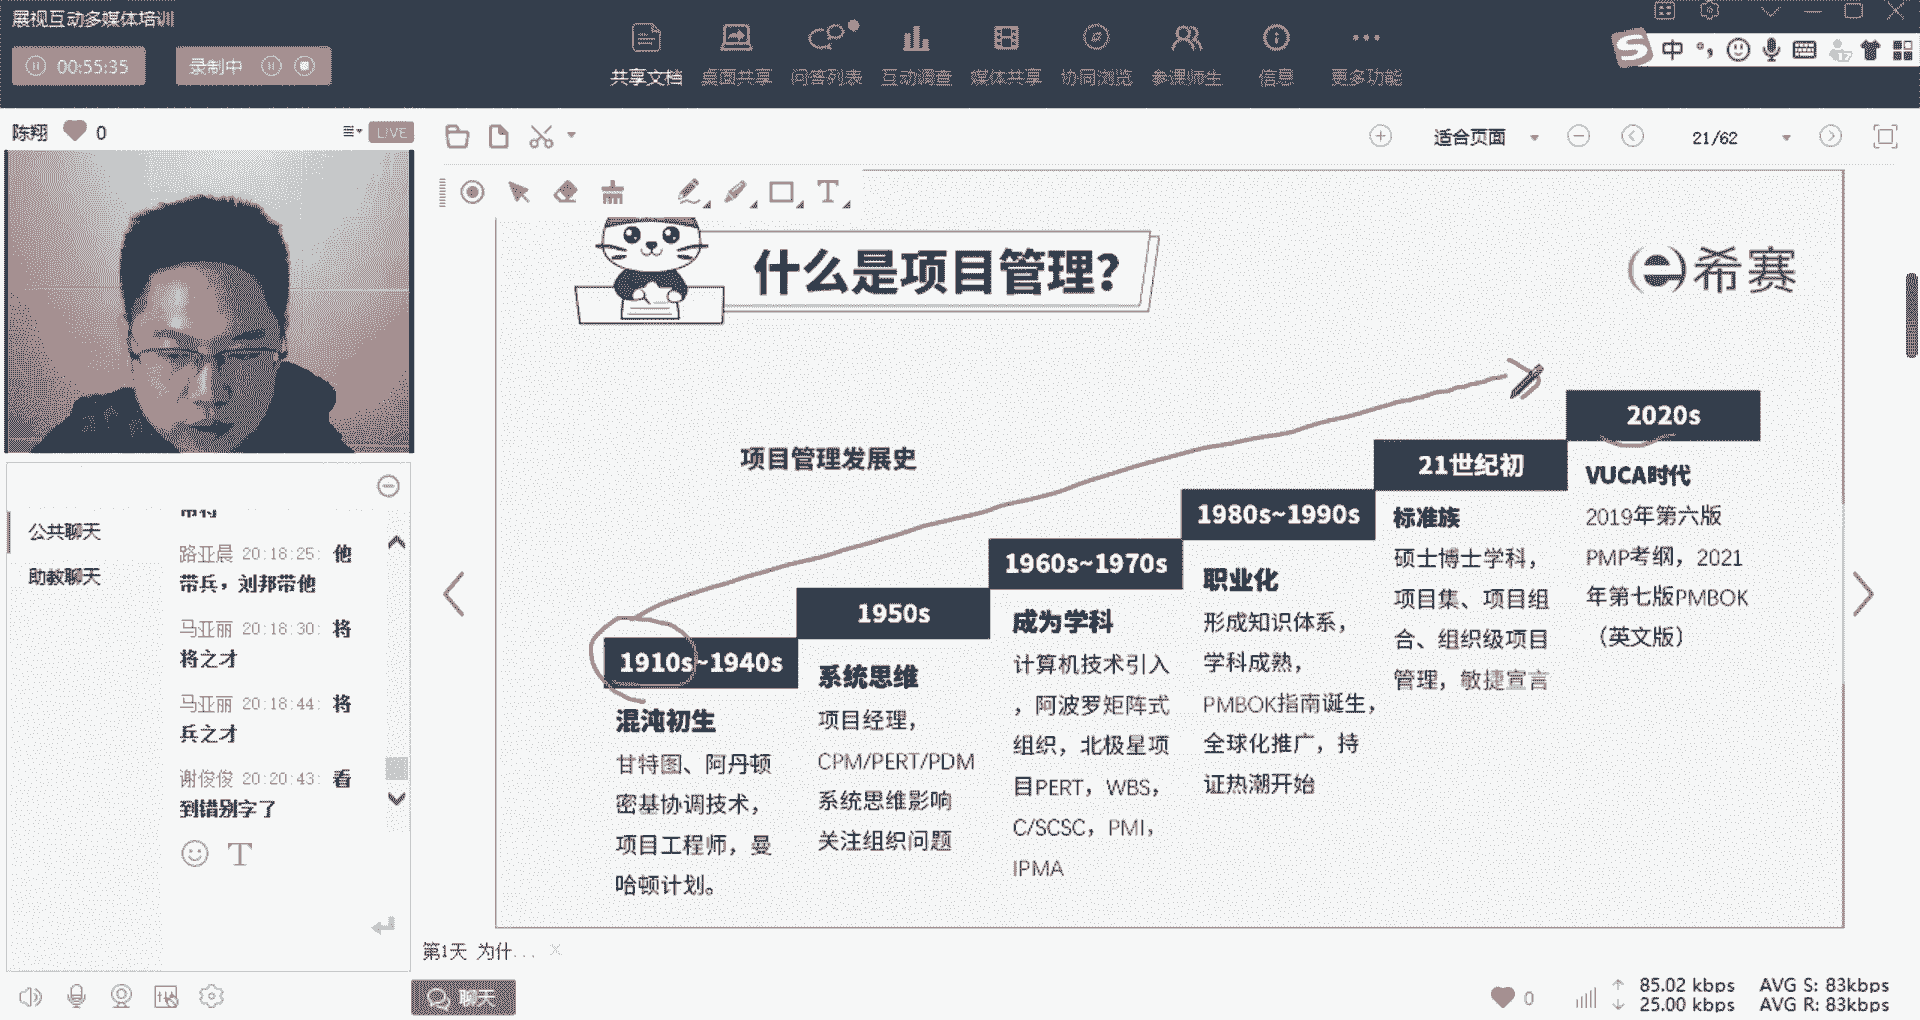 展视互动多媒体培训
00:55:35
录制中
共享文档
桌面共享
问答列表
互动调查
媒体共享
协同浏览
参课师生
信息
更多功能
中
陈翔
0
LIVE
适合页面
21/62
T
公共聊天
助教聊天
路亚晨 20:18:25: 他
带兵，刘邦带他
马亚丽 20:18:30: 将
将之才
马亚丽 20:18:44: 将
兵之才
谢俊俊 20:20:43: 看
到错别字了
T
什么是项目管理?
希赛
项目管理发展史
1910s~1940s
混沌初生
甘特图、阿丹顿
密基协调技术，
项目工程师，曼
哈顿计划。
1950s
系统思维
项目经理，
CPM/PERT/PDM
系统思维影响
关注组织问题
1960s~1970s
成为学科
计算机技术引入
，阿波罗矩阵式
组织，北极星项
目PERT，WBS，
C/SCSC，PMI，
IPMA
1980s~1990s
职业化
形成知识体系，
学科成熟，
PMBOK指南诞生，
全球化推广，持
证热潮开始
21世纪初
标准族
硕士博士学科，
项目集、项目组
合、组织级项目
管理，敏捷宣言
2020s
VUCA时代
2019年第六版
PMP考纲，2021
年第七版PMBOK
（英文版）
第1天 为什...
聊天
0
85.02 kbps
25.00 kbps
AVG S: 83kbps
AVG R: 83kbps